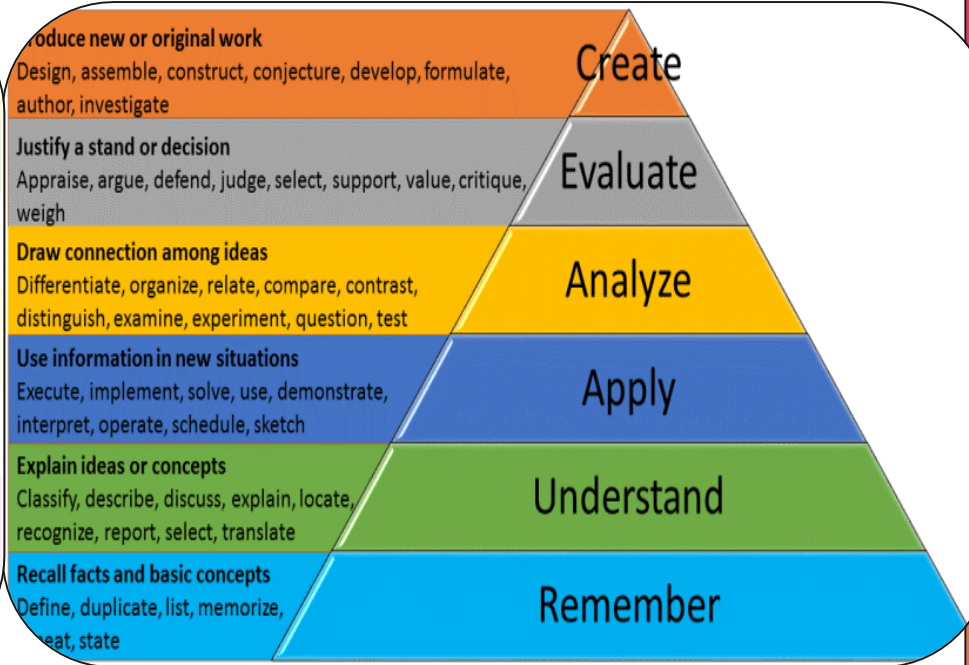 roduce new or original work
Design, assemble, construct, conjecture, develop, formulate,
author, investigate
Create
Justify a stand or decision
Appraise, argue, defend, judge, select, support, value, critique,
weigh
Evaluate
Draw connection among ideas
Differentiate, organize, relate, compare, contrast,
distinguish, examine, experiment, question, test
Analyze
Use information in new situations
Execute, implement, solve, use, demonstrate,
interpret, operate, schedule, sketch
Apply
Explain ideas or concepts
Classify, describe, discuss, explain, locate,
recognize, report, select, translate
Understand
Recall facts and basic concepts
Define, duplicate, list, memorize,
eat, state
Remember